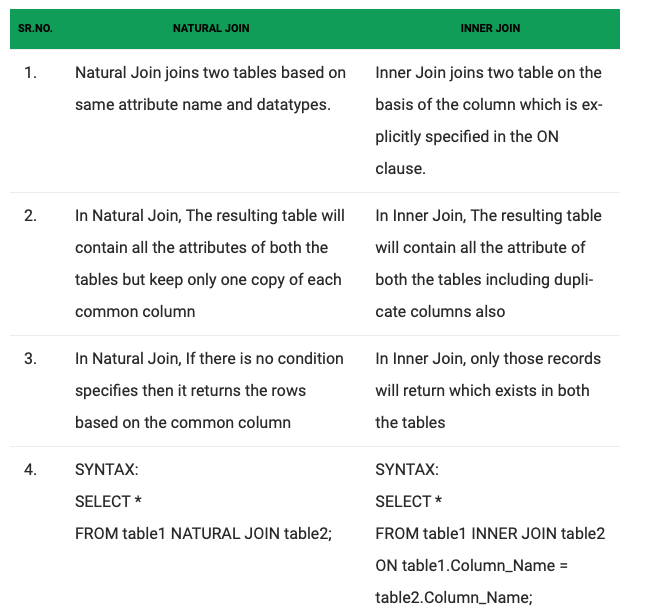 SR.NO. NATURAL JOIN INNER JOIN
1. Natural Join joins two tables based on
same attribute name and datatypes.
Inner Join joins two table on the
basis of the column which is ex-
plicitly specified in the ON
clause.
2. In Natural Join, The resulting table will
contain all the attributes of both the
tables but keep only one copy of each
common column
In Inner Join, The resulting table
will contain all the attribute of
both the tables including dupli-
cate columns also
3. In Natural Join, If there is no condition
specifies then it returns the rows
based on the common column
In Inner Join, only those records
will return which exists in both
the tables
4. SYNTAX:
SELECT *
FROM table1 NATURAL JOIN table2;
SYNTAX:
SELECT *
FROM table1 INNER JOIN table2
ON table1.Column_Name =
table2.Column_Name;